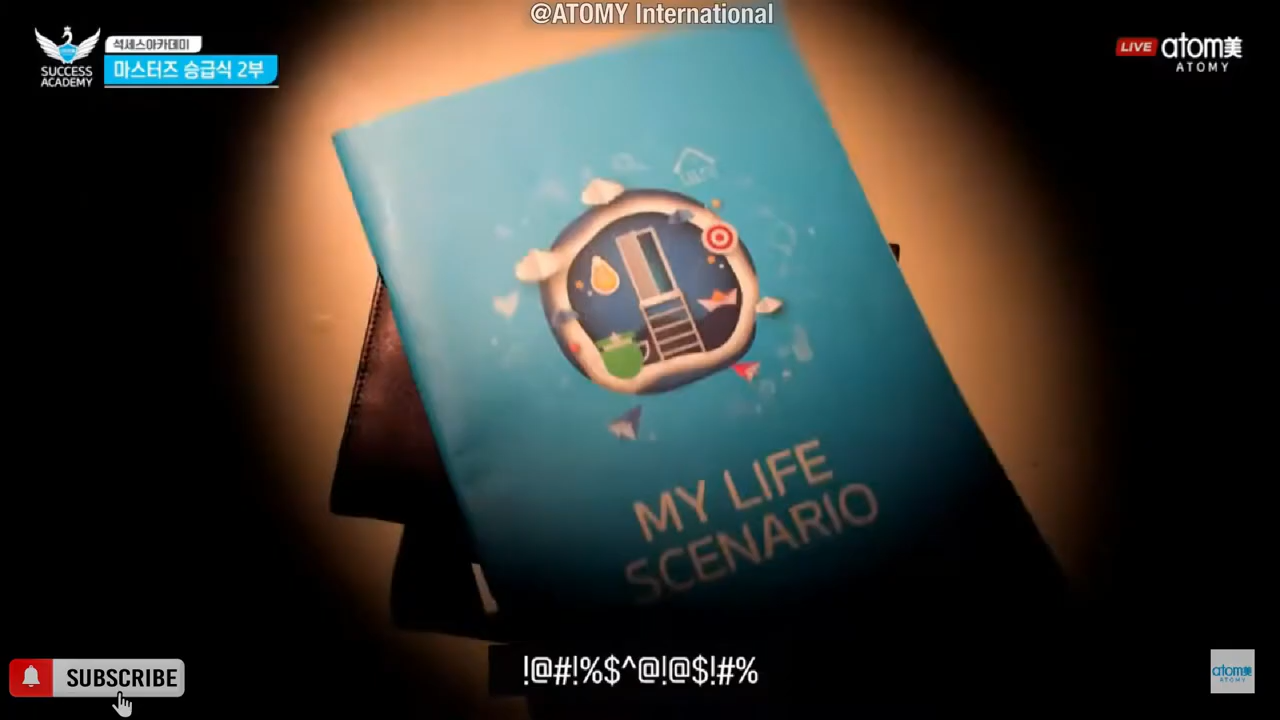 @ATOMY International
SUCCESS
ACADEMY
석세스아카데미
마스터즈 승급식 2부
LIVE atom美
ATOMY
MY LIFE
SCENARIO
!@#!%$^@!@$!#%
SUBSCRIBE
atom美
ATOMY